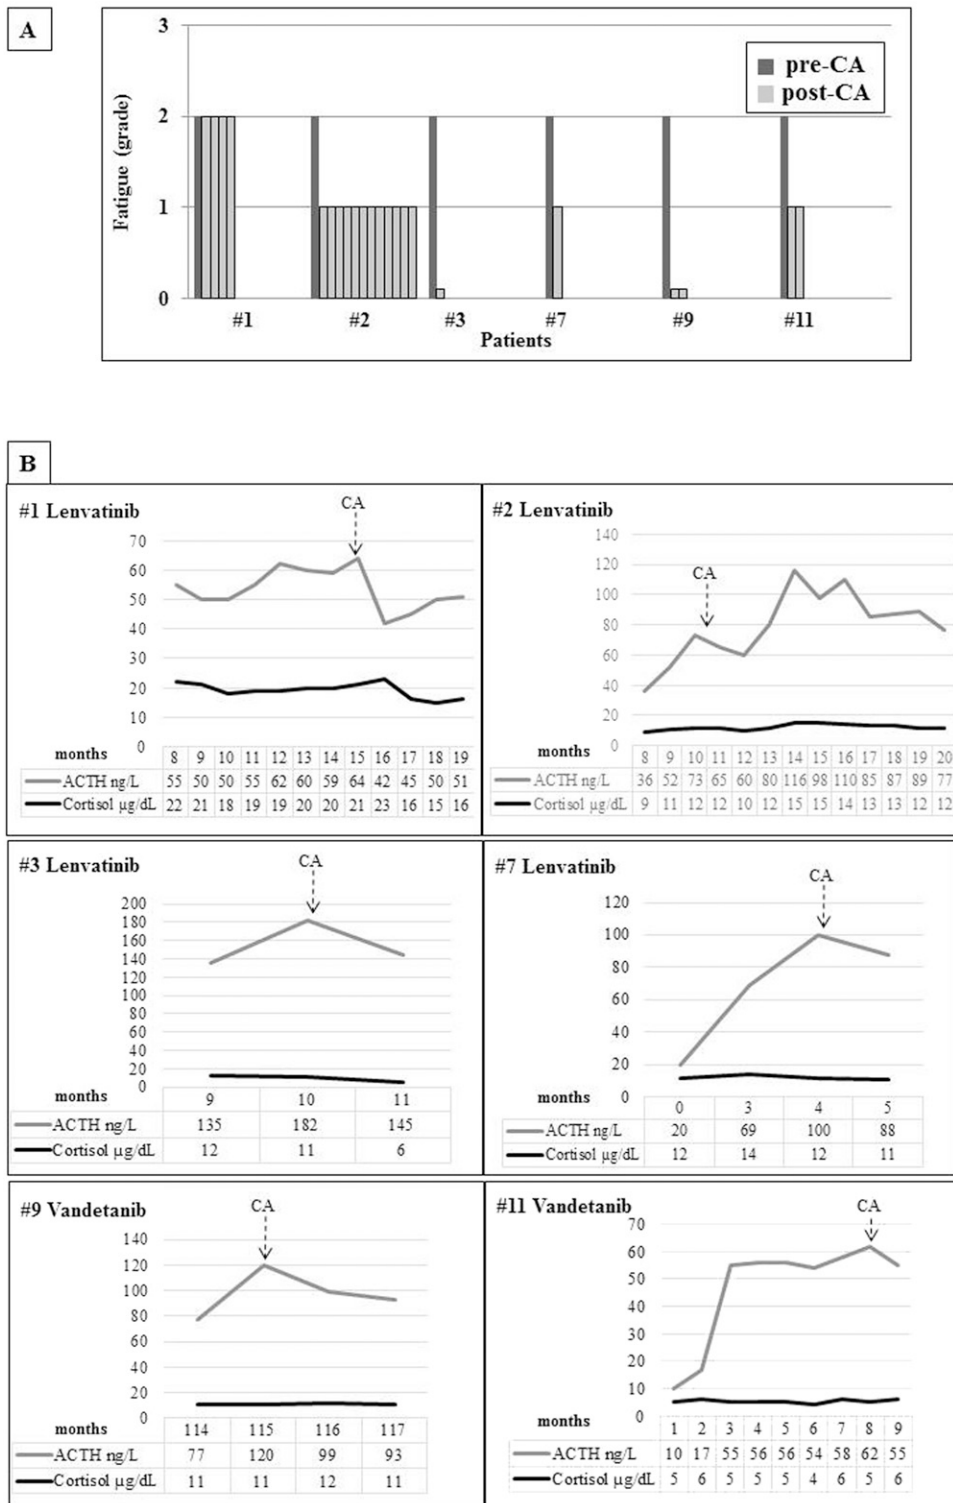 A
3
2
1
0
Fatigue (grade)
pre-CA
post-CA
#1 #2 #3 #7 #9 #11
Patients
B
#1 Lenvatinib
CA
70
60
50
40
30
20
10
0
months 8 9 10 11 12 13 14 15 16 17 18 19
ACTH ng/L 55 50 50 55 62 60 59 64 42 45 50 51
Cortisol µg/dL 22 21 18 19 19 20 20 21 23 16 15 16
#2 Lenvatinib
CA
140
120
100
80
60
40
20
0
months 8 9 10 11 12 13 14 15 16 17 18 19 20
ACTH ng/L 36 52 73 65 60 80 116 98 110 85 87 89 77
Cortisol µg/dL 9 11 12 12 10 12 15 15 14 13 13 12 12
#3 Lenvatinib
CA
200
180
160
140
120
100
80
60
40
20
0
months 9 10 11
ACTH ng/L 135 182 145
Cortisol µg/dL 12 11 6
#7 Lenvatinib
CA
120
100
80
60
40
20
0
months 0 3 4 5
ACTH ng/L 20 69 100 88
Cortisol µg/dL 12 14 12 11
#9 Vandetanib
CA
140
120
100
80
60
40
20
0
months 114 115 116 117
ACTH ng/L 77 120 99 93
Cortisol µg/dL 11 11 12 11
#11 Vandetanib
CA
70
60
50
40
30
20
10
0
months 1 2 3 4 5 6 7 8 9
ACTH ng/L 10 17 55 56 56 54 58 62 55
Cortisol µg/dL 5 6 5 5 5 4 6 5 6